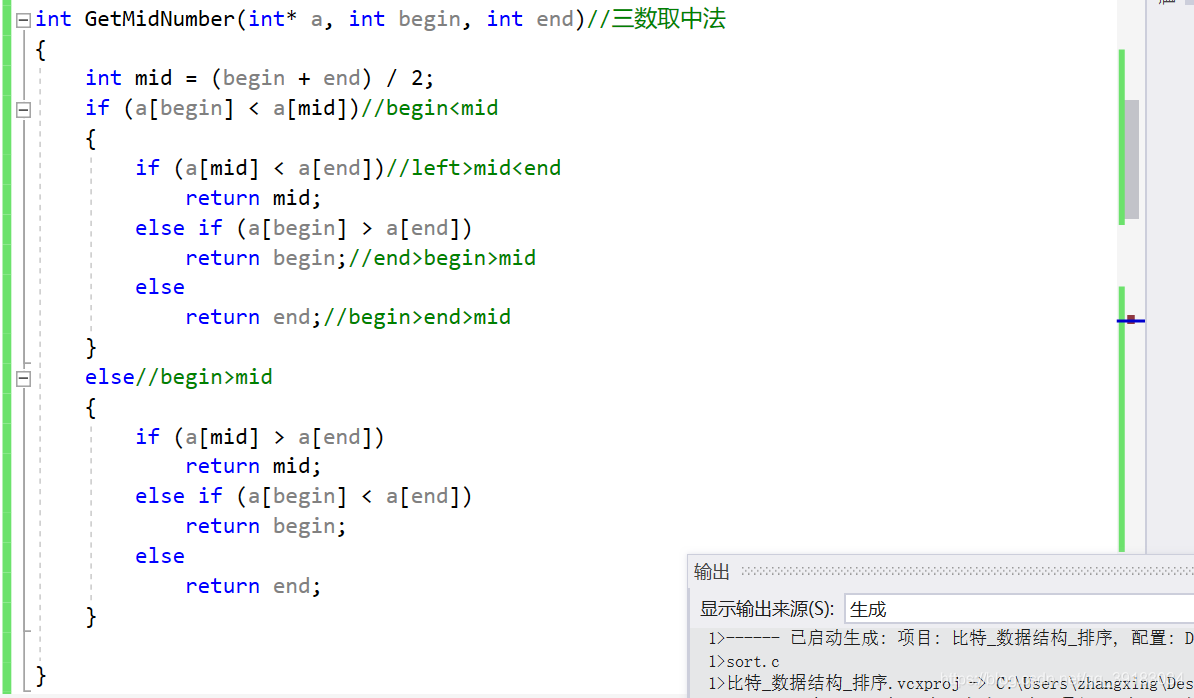 int GetMidNumber(int* a, int begin, int end)//三数取中法
{
int mid = (begin + end) / 2;
if (a[begin] < a[mid])//begin<mid
{
if (a[mid] < a[end])//left>mid<end
return mid;
else if (a[begin] > a[end])
return begin;//end>begin>mid
else
return end;//begin>end>mid
}
else//begin>mid
{
if (a[mid] > a[end])
return mid;
else if (a[begin] < a[end])
return begin;
else
return end;
}
}
输出
显示输出来源(S): 生成
1>------ 已启动生成: 项目: 比特_数据结构_排序, 配置: D
1>sort.c
1>比特_数据结构_排序.vcxproj -> C:\Users\zhangxing\Des